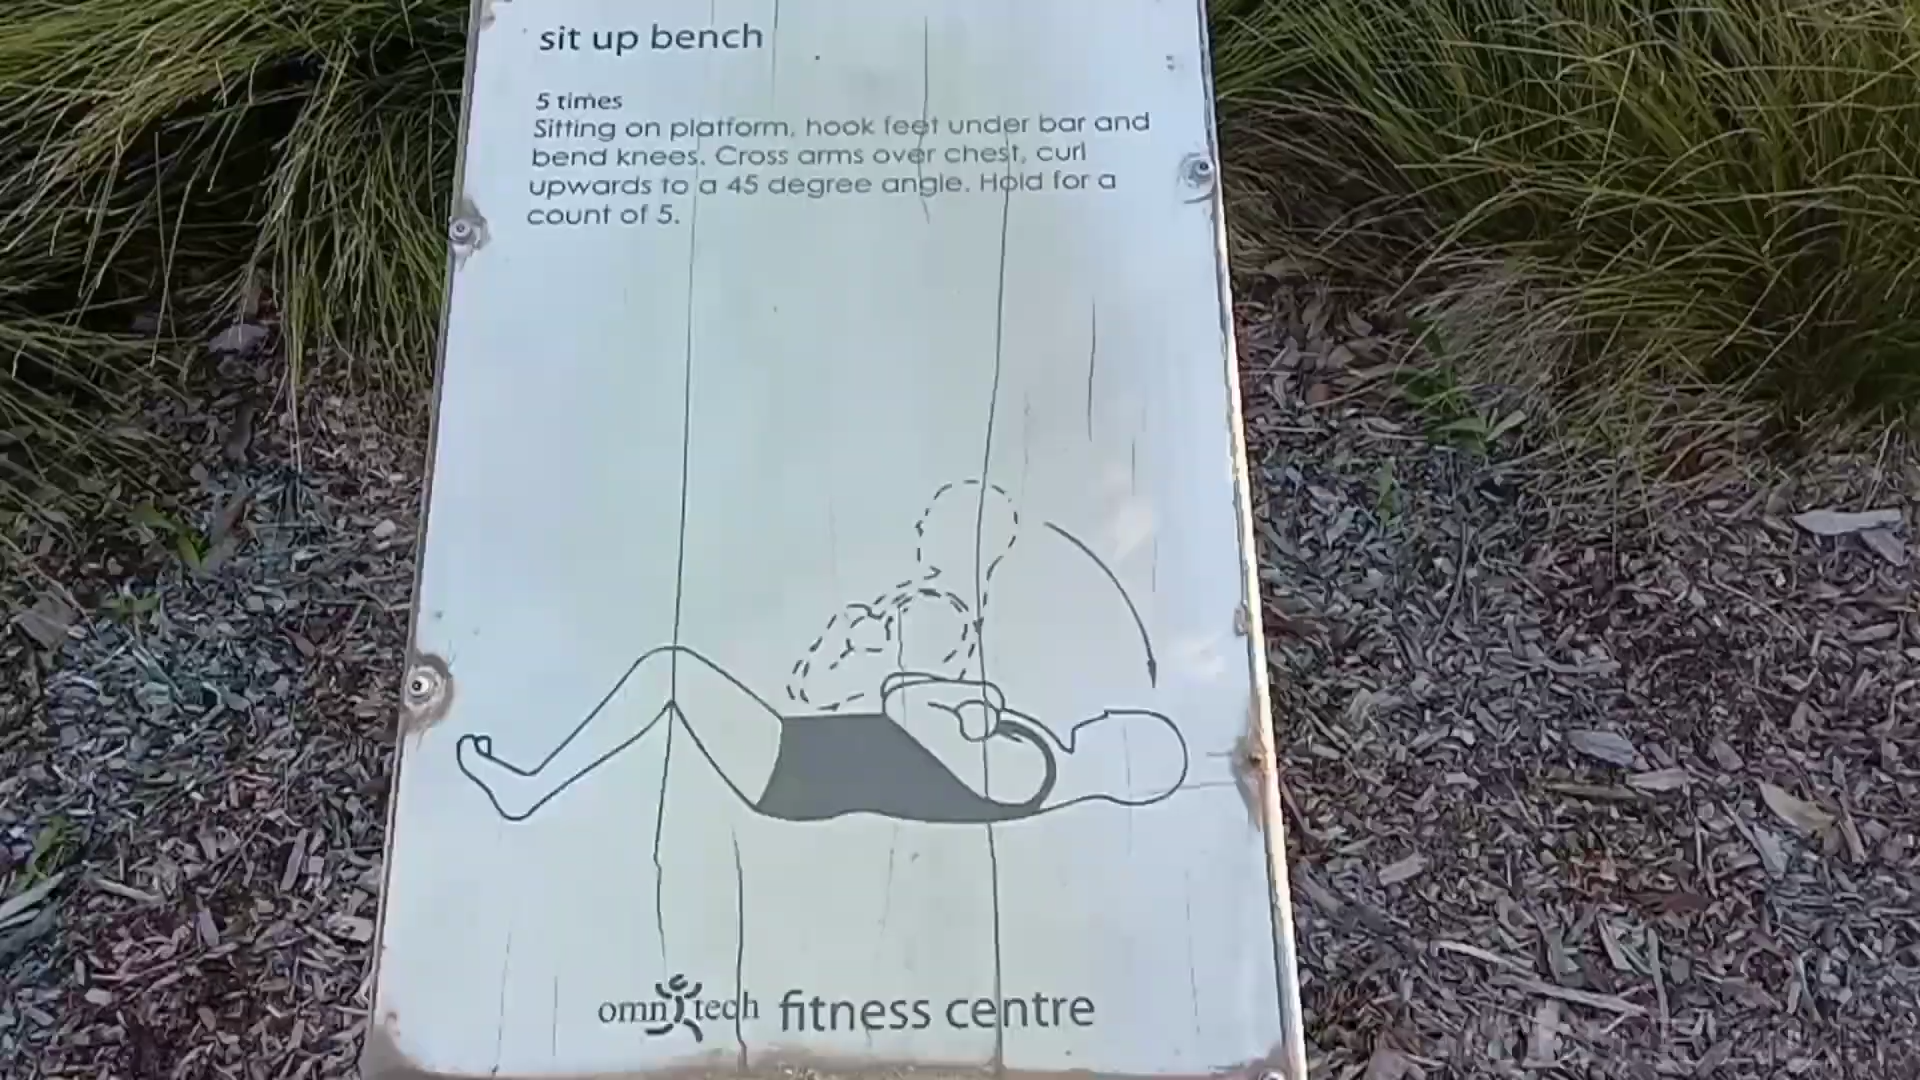 sit up bench
5 times
Sitting on platform, hook feet under bar and
bend knees. Cross arms over chest, curl
upwards to a 45 degree angle. Hold for a
count of 5.
omnitech fitness centre